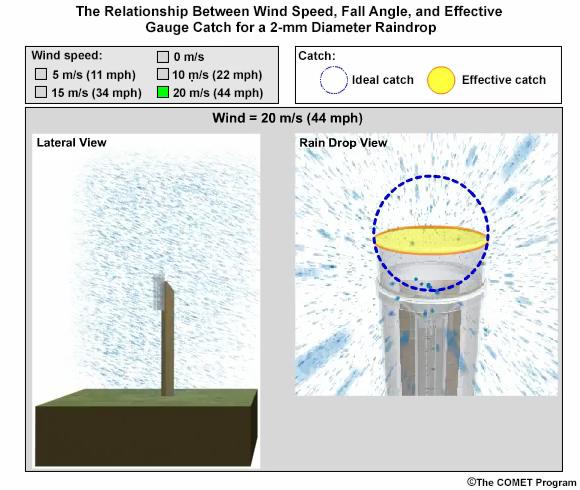 The Relationship Between Wind Speed, Fall Angle, and Effective
Gauge Catch for a 2-mm Diameter Raindrop
Wind speed:
0 m/s
5 m/s (11 mph)
10 m/s (22 mph)
15 m/s (34 mph)
20 m/s (44 mph)
Catch:
Ideal catch
Effective catch
Wind = 20 m/s (44 mph)
Lateral View
Rain Drop View
©The COMET Program